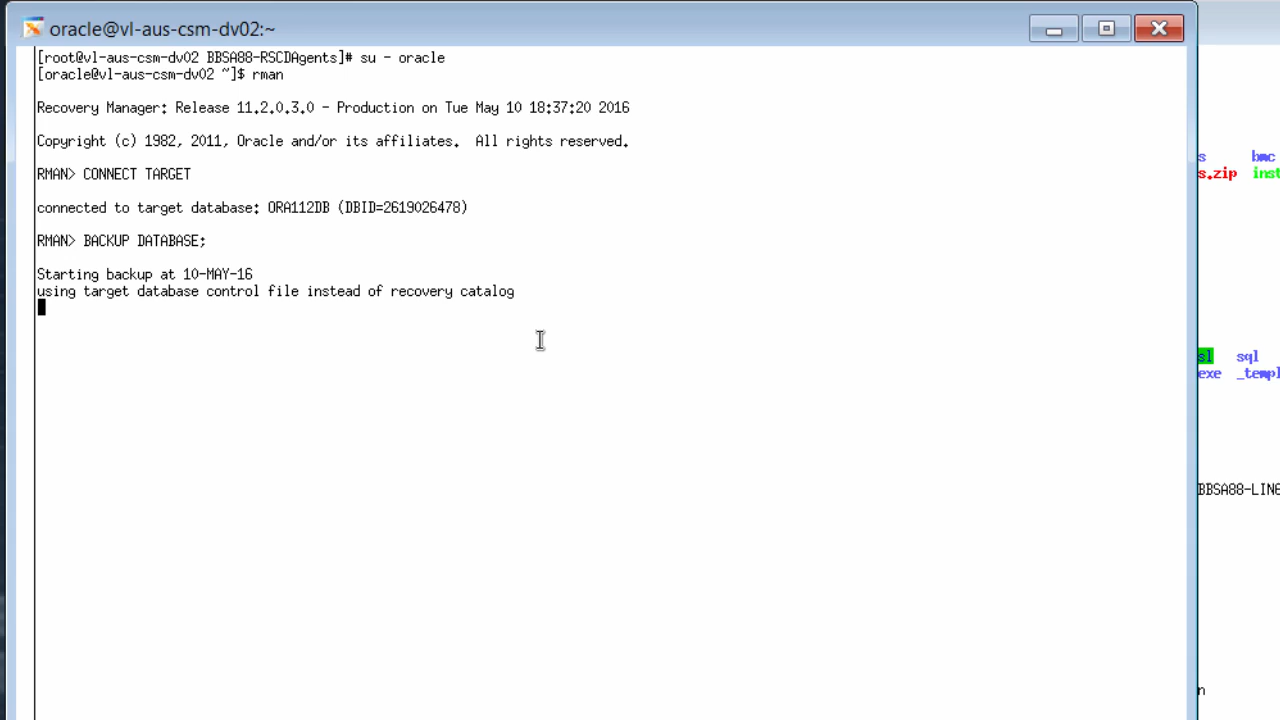 oracle@vl-aus-csm-dv02:~
[root@vl-aus-csm-dv02 BBSA88-RSCDAgents]# su - oracle
[oracle@vl-aus-csm-dv02 ~]$ rman
Recovery Manager: Release 11.2.0.3.0 - Production on Tue May 10 18:37:20 2016
Copyright (c) 1982, 2011, Oracle and/or its affiliates.  All rights reserved.
RMAN> CONNECT TARGET
connected to target database: ORA112DB (DBID=2619026478)
RMAN> BACKUP DATABASE;
Starting backup at 10-MAY-16
using target database control file instead of recovery catalog
s bmc
s.zip inst
sl sql
exe _templ
BBSA88-LIN6
n